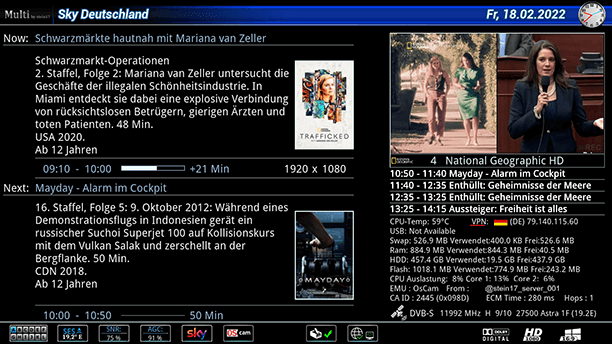 Multi by stein17 Sky Deutschland Fr, 18.02.2022
Now: Schwarzmärkte hautnah mit Mariana van Zeller
Schwarzmarkt-Operationen
2. Staffel, Folge 2: Mariana van Zeller untersucht die
Geschäfte der illegalen Schönheitsindustrie. In
Miami entdeckt sie dabei eine explosive Verbindung
von rücksichtslosen Betrügern, gierigen Ärzten und
toten Patienten. 48 Min.
USA 2020.
Ab 12 Jahren
TRAFFICKED
09:10 - 10:00 +21 Min 1920 x 1080
Next: Mayday - Alarm im Cockpit
16. Staffel, Folge 5: 9. Oktober 2012: Während eines
Demonstrationsflugs in Indonesien gerät ein
russischer Suchoi Superjet 100 auf Kollisionskurs
mit dem Vulkan Salak und zerschellt an der
Bergflanke. 50 Min.
CDN 2018.
Ab 12 Jahren
MAYDAY
10:00 - 10:50 50 Min
REC
NATIONAL GEOGRAPHIC
4 National Geographic HD
10:50 - 11:40 Mayday - Alarm im Cockpit
11:40 - 12:35 Enthüllt: Geheimnisse der Meere
12:35 - 13:25 Enthüllt: Geheimnisse der Meere
13:25 - 14:15 Aussteiger: Freiheit ist alles
CPU-Temp: 59°C VPN: (DE) 79.140.115.60
USB: Not Available
Swap: 526.9 MB Verwendet:400.0 KB Frei:526.6 MB
Ram: 884.9 MB Verwendet:844.3 MB Frei:40.5 MB
HDD: 457.4 GB Verwendet:19.5 GB Frei:437.9 GB
Flash: 1018.1 MB Verwendet:774.9 MB Frei:243.2 MB
CPU Auslastung: 8% Core 1: 13% Core 2: 6%
EMU : OsCam From : @stein17_server_001
CA ID : 2445 (0x098D) ECM Time : 280 ms Hops : 1
DVB-S 11992 MHz H 9/10 27500 Astra 1F (19.2E)
SES 19,2° E
SNR: 75 %
AGC: 91 %
sky
OScam
DOLBY DIGITAL
HD 1080
16:9